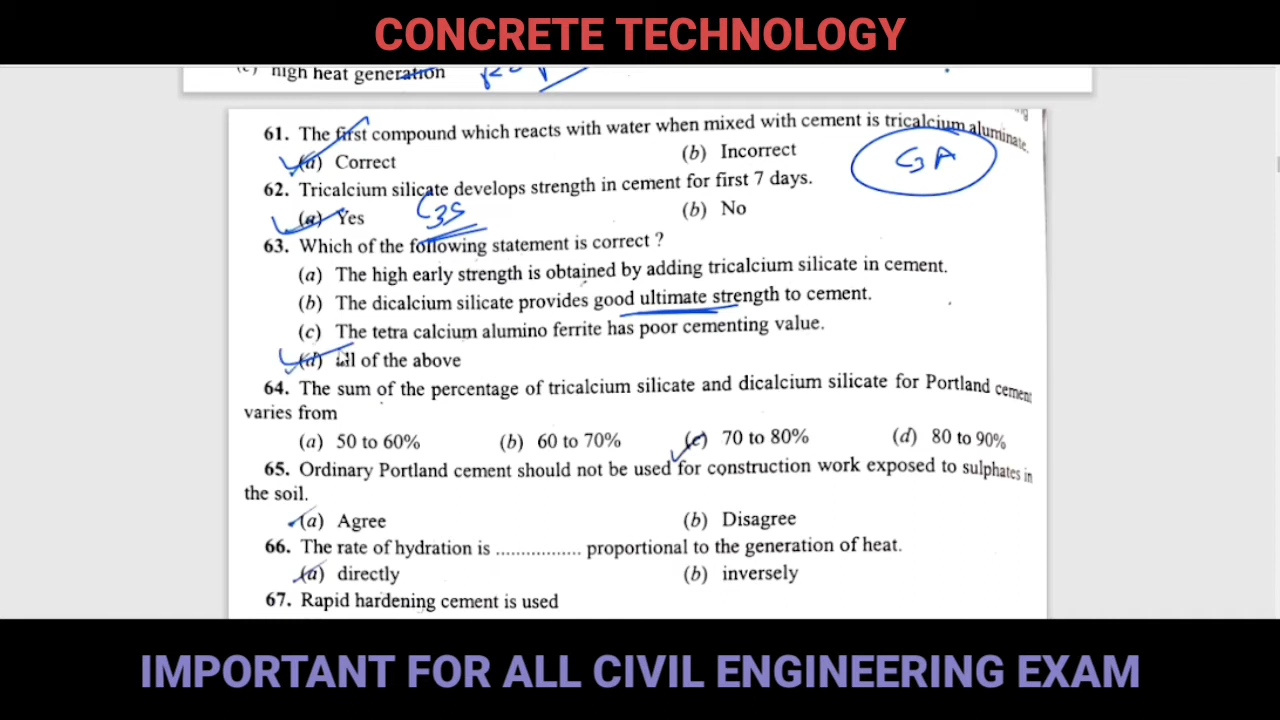 CONCRETE TECHNOLOGY
(c) high heat generation
61. The first compound which reacts with water when mixed with cement is tricalcium aluminate.
(a) Correct (b) Incorrect
C3A
62. Tricalcium silicate develops strength in cement for first 7 days.
(a) Yes (b) No
C3S
63. Which of the following statement is correct ?
(a) The high early strength is obtained by adding tricalcium silicate in cement.
(b) The dicalcium silicate provides good ultimate strength to cement.
(c) The tetra calcium alumino ferrite has poor cementing value.
(d) All of the above
64. The sum of the percentage of tricalcium silicate and dicalcium silicate for Portland cement
varies from
(a) 50 to 60% (b) 60 to 70% (c) 70 to 80% (d) 80 to 90%
65. Ordinary Portland cement should not be used for construction work exposed to sulphates in
the soil.
(a) Agree (b) Disagree
66. The rate of hydration is ................. proportional to the generation of heat.
(a) directly (b) inversely
67. Rapid hardening cement is used
IMPORTANT FOR ALL CIVIL ENGINEERING EXAM